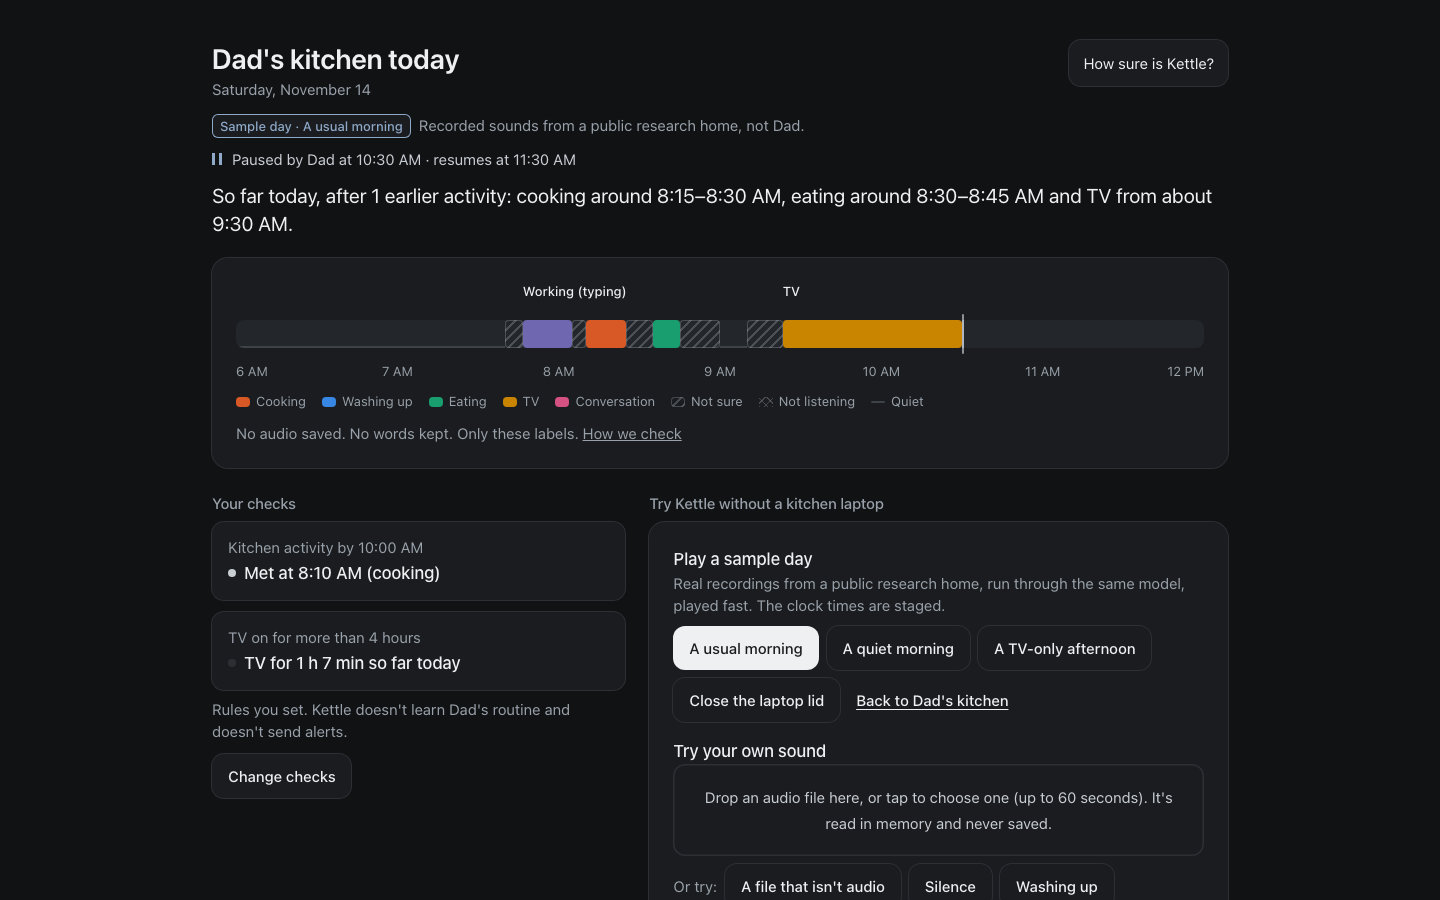 Dad's kitchen today
How sure is Kettle?
Saturday, November 14
Sample day · A usual morning
Recorded sounds from a public research home, not Dad.
Paused by Dad at 10:30 AM · resumes at 11:30 AM
So far today, after 1 earlier activity: cooking around 8:15–8:30 AM, eating around 8:30–8:45 AM and TV from about
9:30 AM.
Working (typing)
TV
6 AM
7 AM
8 AM
9 AM
10 AM
11 AM
12 PM
Cooking
Washing up
Eating
TV
Conversation
Not sure
Not listening
Quiet
No audio saved. No words kept. Only these labels. How we check
Your checks
Kitchen activity by 10:00 AM
Met at 8:10 AM (cooking)
TV on for more than 4 hours
TV for 1 h 7 min so far today
Rules you set. Kettle doesn't learn Dad's routine and
doesn't send alerts.
Change checks
Try Kettle without a kitchen laptop
Play a sample day
Real recordings from a public research home, run through the same model,
played fast. The clock times are staged.
A usual morning
A quiet morning
A TV-only afternoon
Close the laptop lid
Back to Dad's kitchen
Try your own sound
Drop an audio file here, or tap to choose one (up to 60 seconds). It's
read in memory and never saved.
Or try:
A file that isn't audio
Silence
Washing up